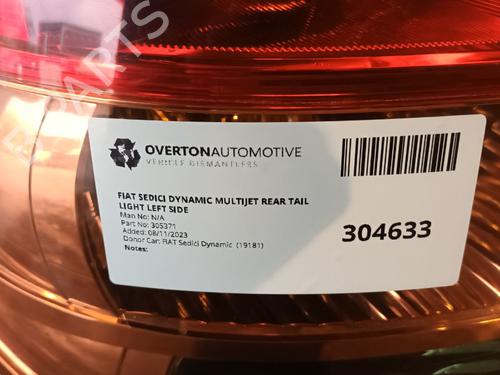 B-PARTS
OVERTONAUTOMOTIVE
VEHICLE DISMANTLERS
FIAT SEDICI DYNAMIC MULTIJET REAR TAIL
LIGHT LEFT SIDE
Man No: N/A
Part No: 305371
Added: 08/11/2023
Donor Car: FIAT Sedici Dynamic (19181)
Notes:
304633